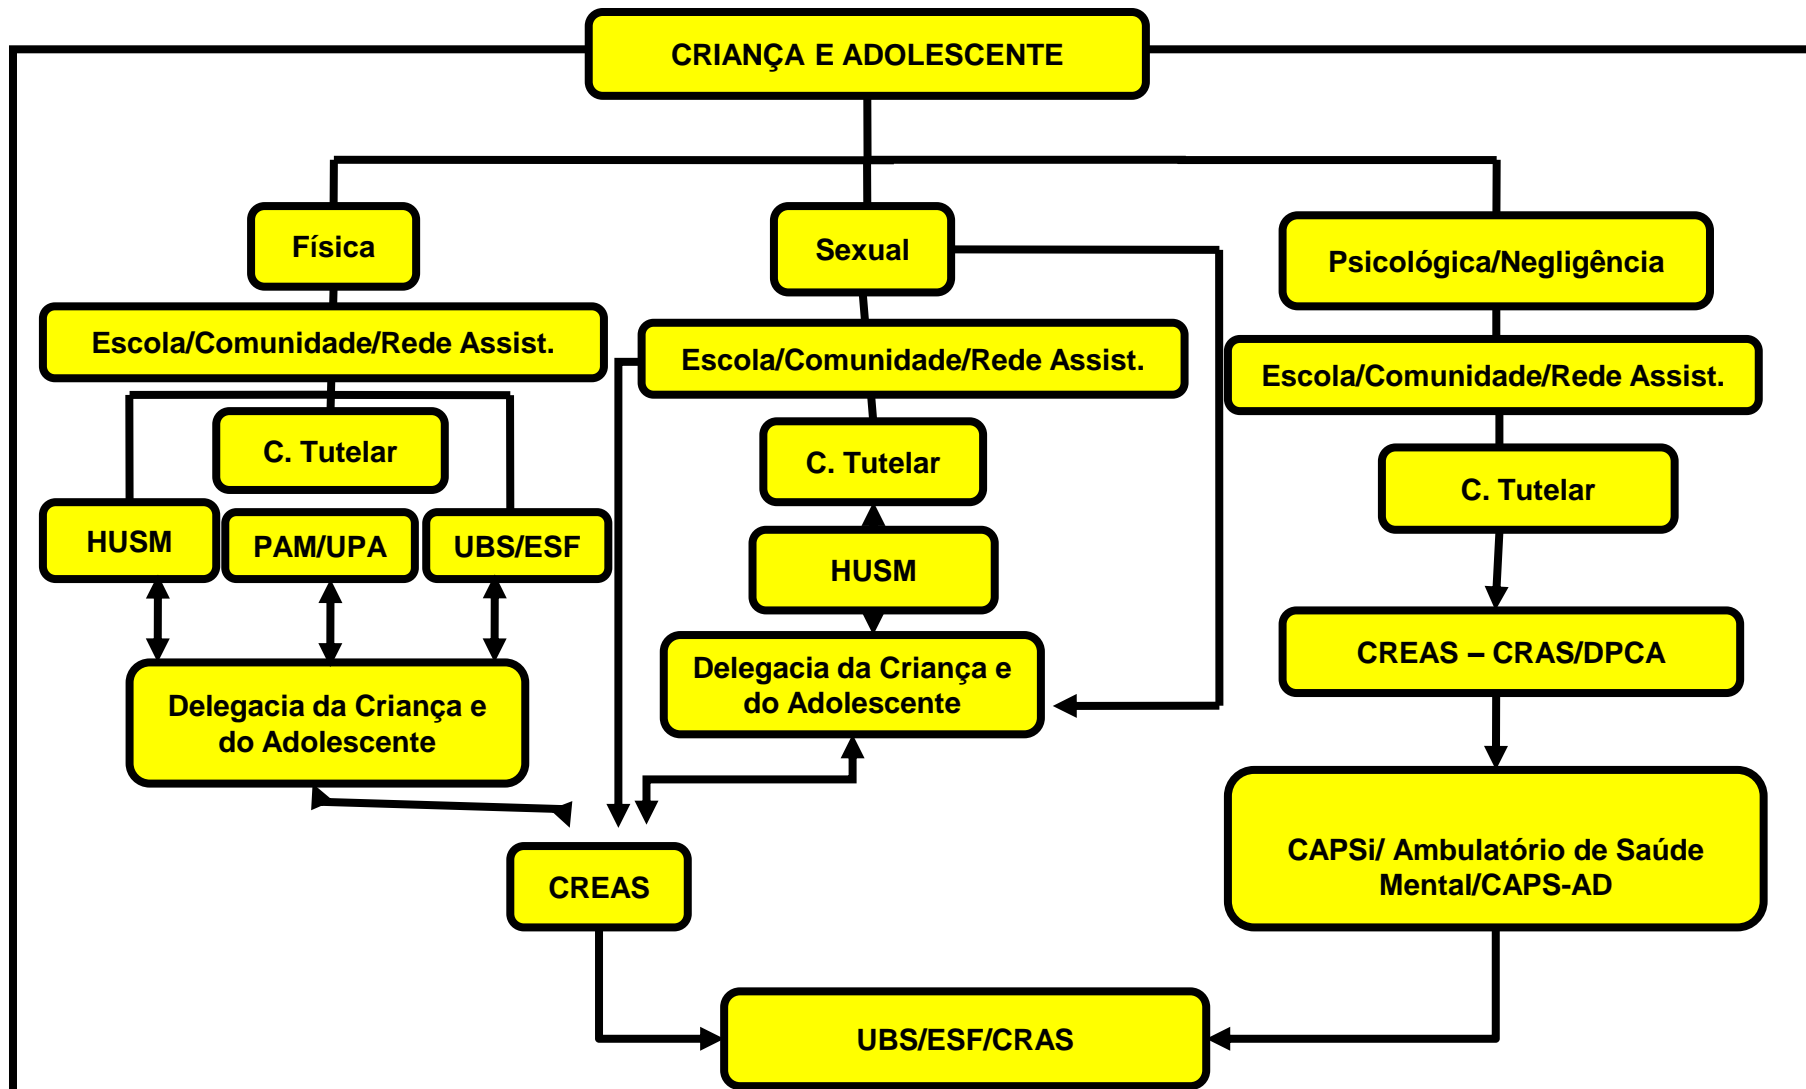 CRIANÇA E ADOLESCENTE
Física
Sexual
Psicológica/Negligência
Escola/Comunidade/Rede Assist.
Escola/Comunidade/Rede Assist.
Escola/Comunidade/Rede Assist.
C. Tutelar
C. Tutelar
C. Tutelar
HUSM
PAM/UPA
UBS/ESF
HUSM
CREAS – CRAS/DPCA
Delegacia da Criança e
do Adolescente
Delegacia da Criança e
do Adolescente
CAPSi/ Ambulatório de Saúde
Mental/CAPS-AD
CREAS
UBS/ESF/CRAS